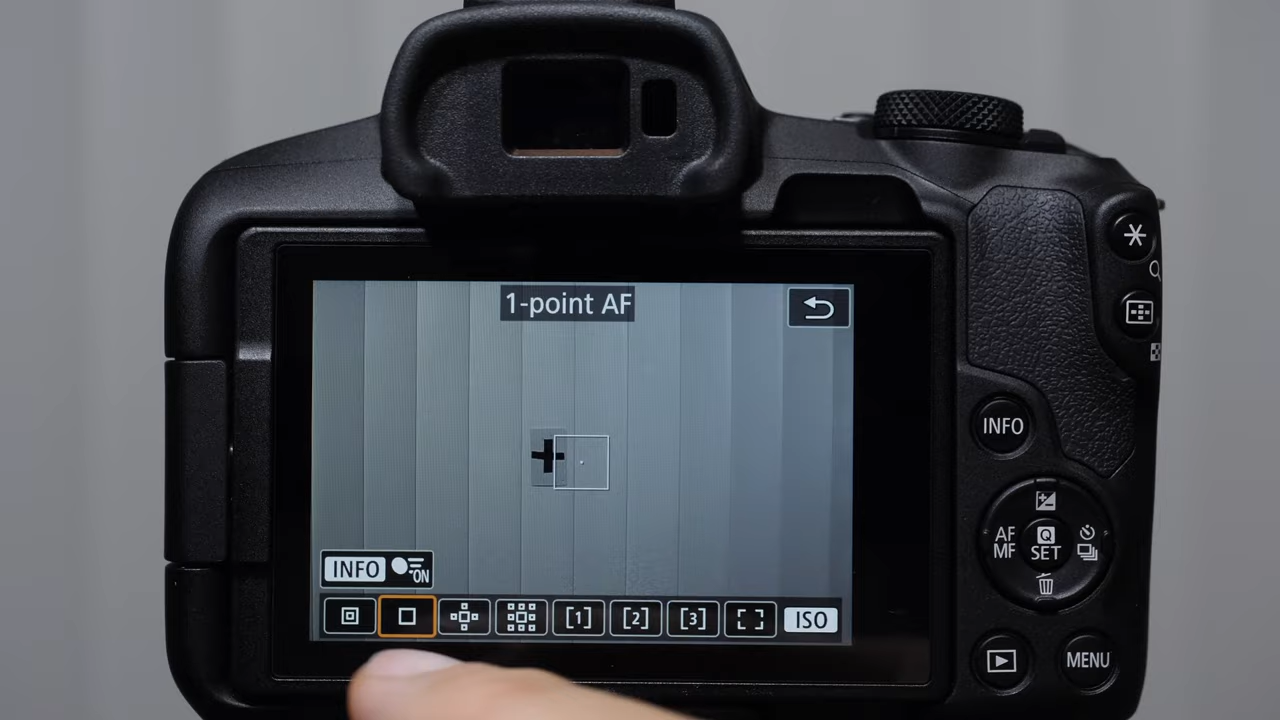 1-point AF
INFO
ON
[1]
[2]
[3]
ISO
INFO
AF
MF
Q
SET
MENU